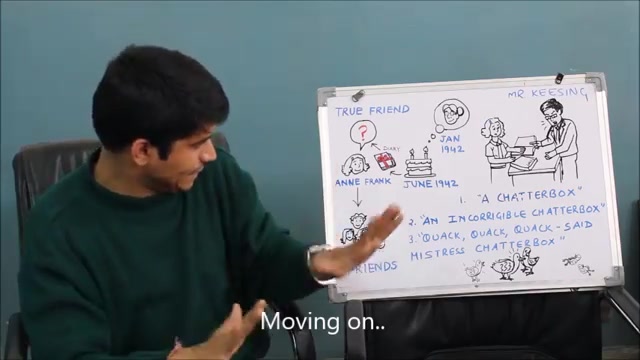 MR. KEESING
TRUE FRIEND
?
DIARY
JAN
1942
ANNE FRANK
JUNE 1942
1. "A CHATTERBOX"
2. "AN INCORRIGIBLE CHATTERBOX"
3. "QUACK, QUACK, QUACK - SAID
MISTRESS CHATTERBOX"
FRIENDS
Moving on..